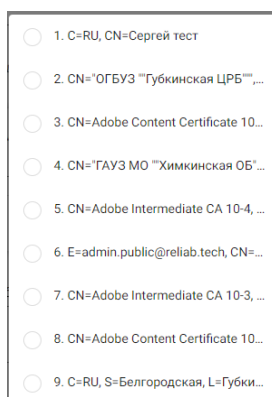 1. C=RU, CN=Сергей тест
2. CN="ОГБУЗ ""Губкинская ЦРБ""",...
3. CN=Adobe Content Certificate 10...
4. CN="ГАУЗ МО ""Химкинская ОБ"...
5. CN=Adobe Intermediate CA 10-4, ...
6. E=admin.public@reliab.tech, CN=...
7. CN=Adobe Intermediate CA 10-3, ...
8. CN=Adobe Content Certificate 10...
9. C=RU, S=Белгородская, L=Губки...